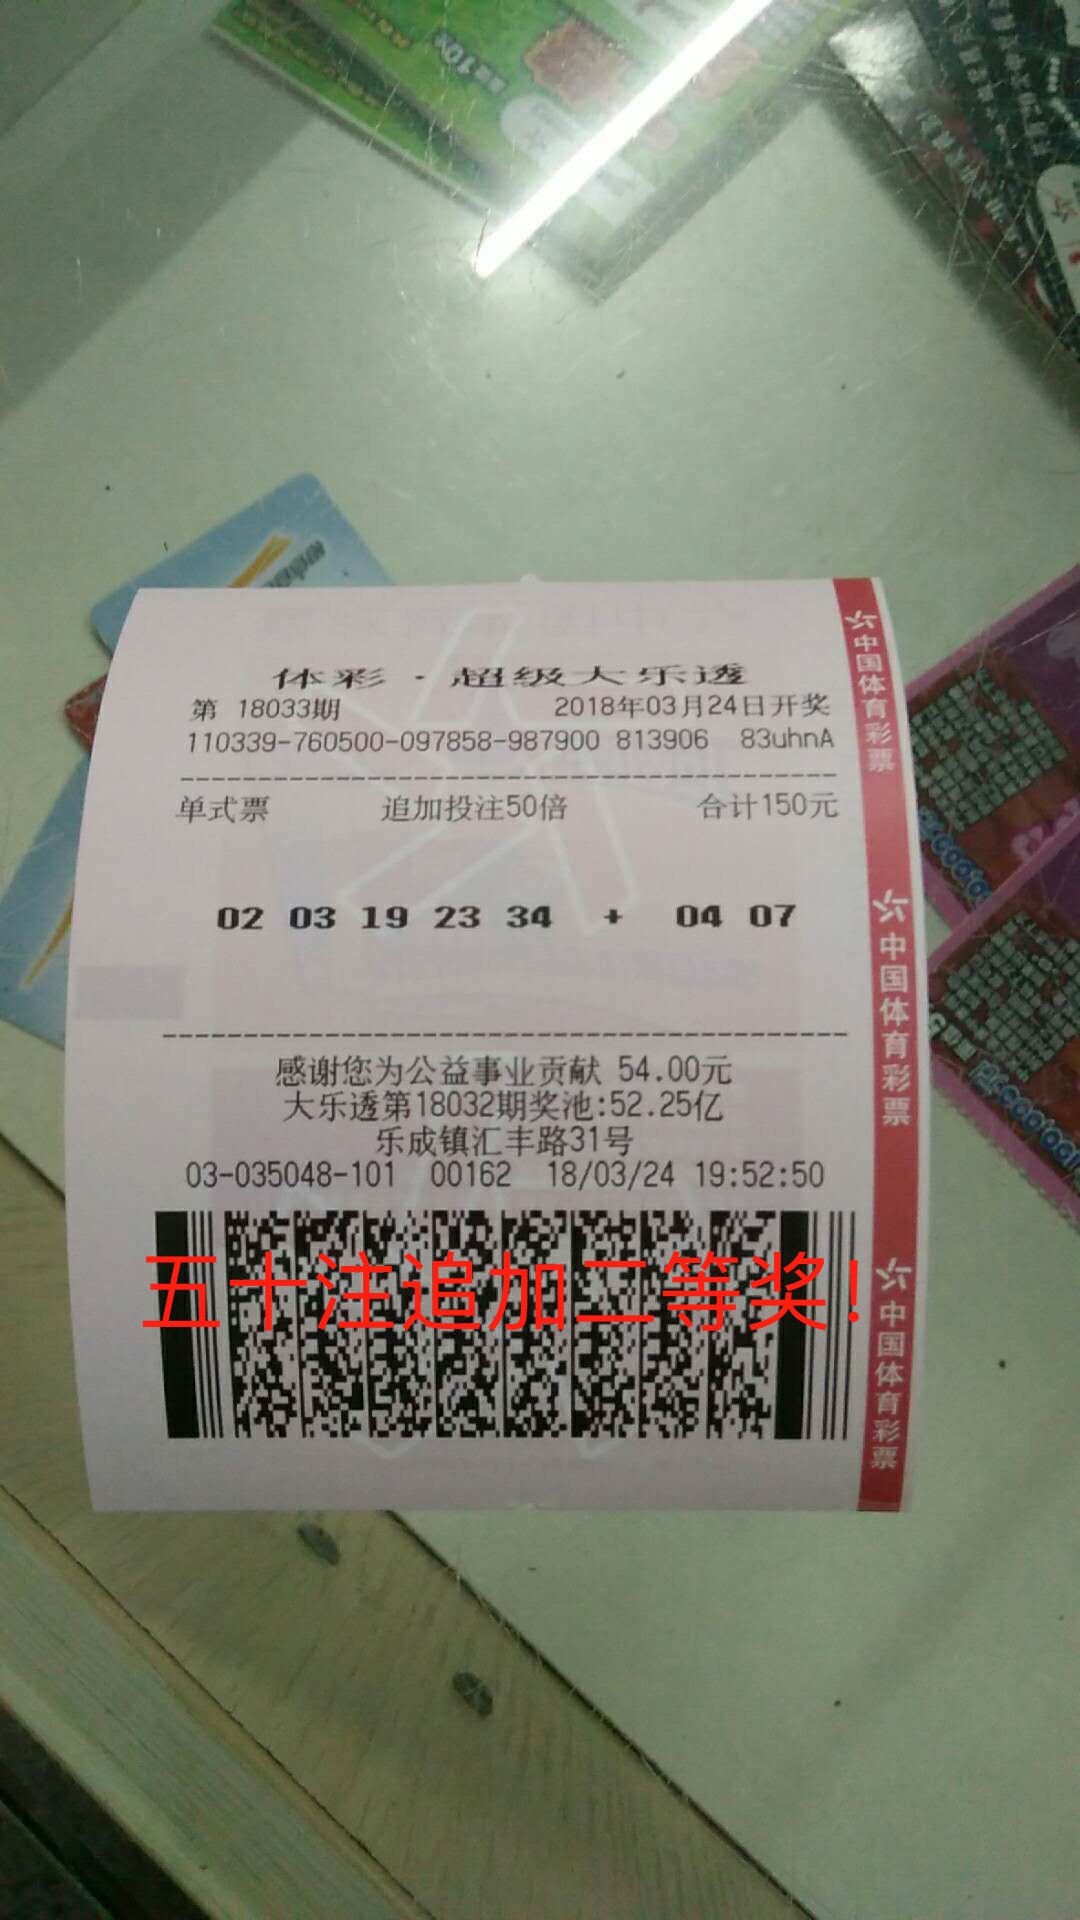 体彩·超级大乐透
第 18033期 2018年03月24日开奖
110339-760500-097858-987900 813906 83uhnA
单式票 追加投注50倍 合计150元
02 03 19 23 34 + 04 07
感谢您为公益事业贡献 54.00元
大乐透第18032期奖池:52.25亿
乐成镇汇丰路31号
03-035048-101 00162 18/03/24 19:52:50
五十注追加二等奖!
中国体育彩票
中国体育彩票
中国体育彩票